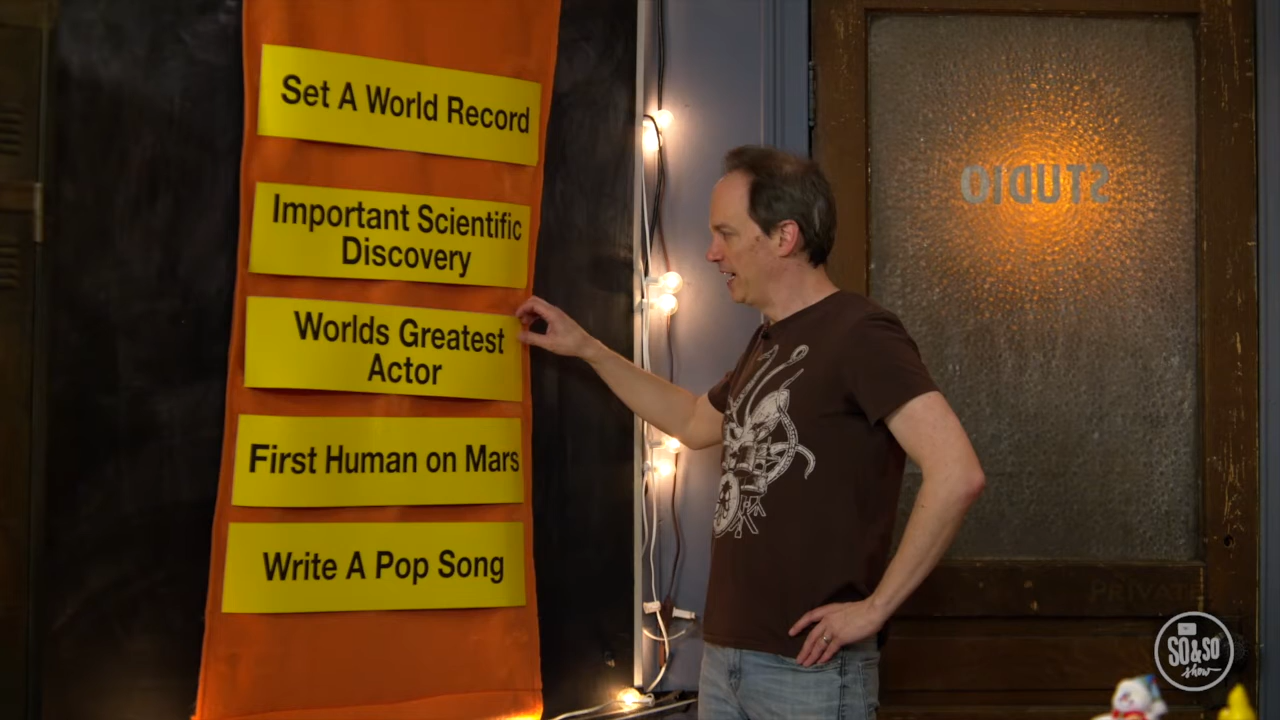 Set A World Record
Important Scientific
Discovery
Worlds Greatest
Actor
First Human on Mars
Write A Pop Song
STUDIO
PRIVATE
SO & SO
show